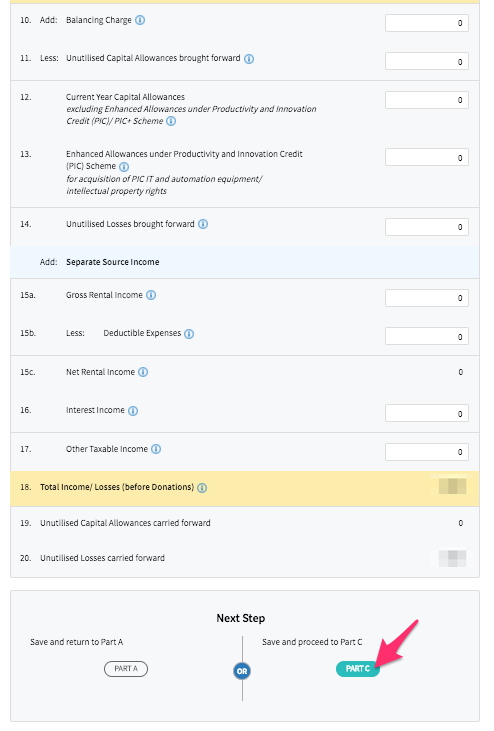 10. Add: Balancing Charge 0
11. Less: Unutilised Capital Allowances brought forward 0
12. Current Year Capital Allowances 0
excluding Enhanced Allowances under Productivity and Innovation
Credit (PIC)/ PIC+ Scheme
13. Enhanced Allowances under Productivity and Innovation Credit 0
(PIC) Scheme
for acquisition of PIC IT and automation equipment/
intellectual property rights
14. Unutilised Losses brought forward 0
Add: Separate Source Income
15a. Gross Rental Income 0
15b. Less: Deductible Expenses 0
15c. Net Rental Income 0
16. Interest Income 0
17. Other Taxable Income 0
18. Total Income/ Losses (before Donations)
19. Unutilised Capital Allowances carried forward 0
20. Unutilised Losses carried forward
Next Step
Save and return to Part A
Save and proceed to Part C
PART A
OR
PART C